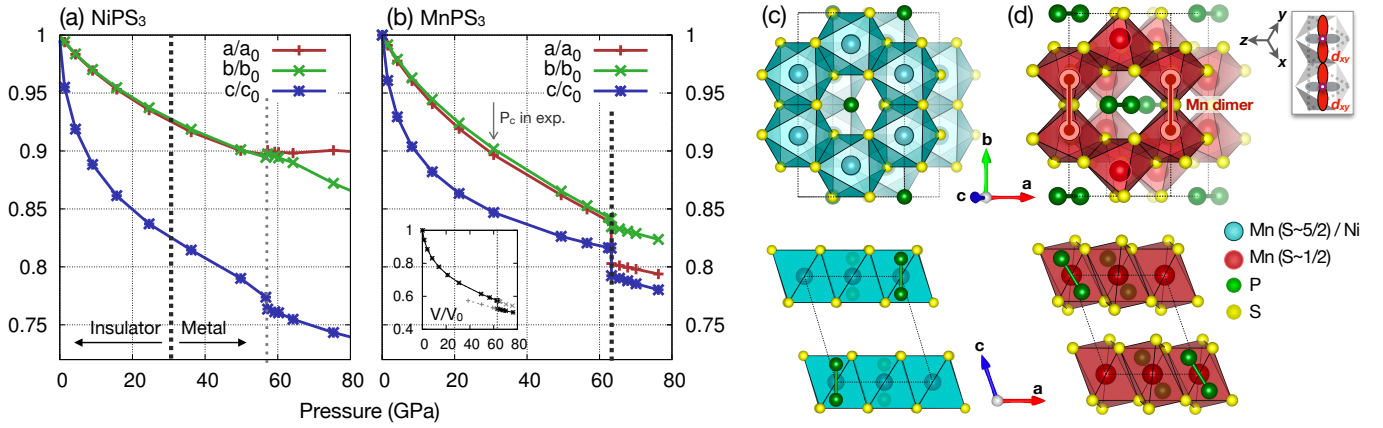 (a) NiPS3
1
0.95
0.9
0.85
0.8
0.75
a/a0
b/b0
c/c0
Insulator
Metal
0
20
40
60
80
(b) MnPS3
a/a0
b/b0
c/c0
Pc in exp.
1
0.8
0.6
0.4
V/V0
0 20 40 60 80
0
20
40
60
80
1
0.95
0.9
0.85
0.8
0.75
Pressure (GPa)
(c)
b
c
a
c
a
(d)
Mn dimer
y
z
x
dxy
dxy
Mn (S~5/2) / Ni
Mn (S~1/2)
P
S